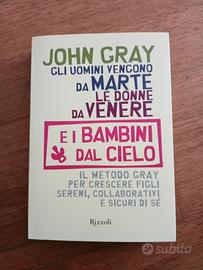 JOHN GRAY
GLI UOMINI VENGONO
DA MARTE
LE DONNE
DA VENERE
E I BAMBINI
DAL CIELO
IL METODO GRAY
PER CRESCERE FIGLI
SERENI, COLLABORATIVI
E SICURI DI SÉ
Rizzoli
subito